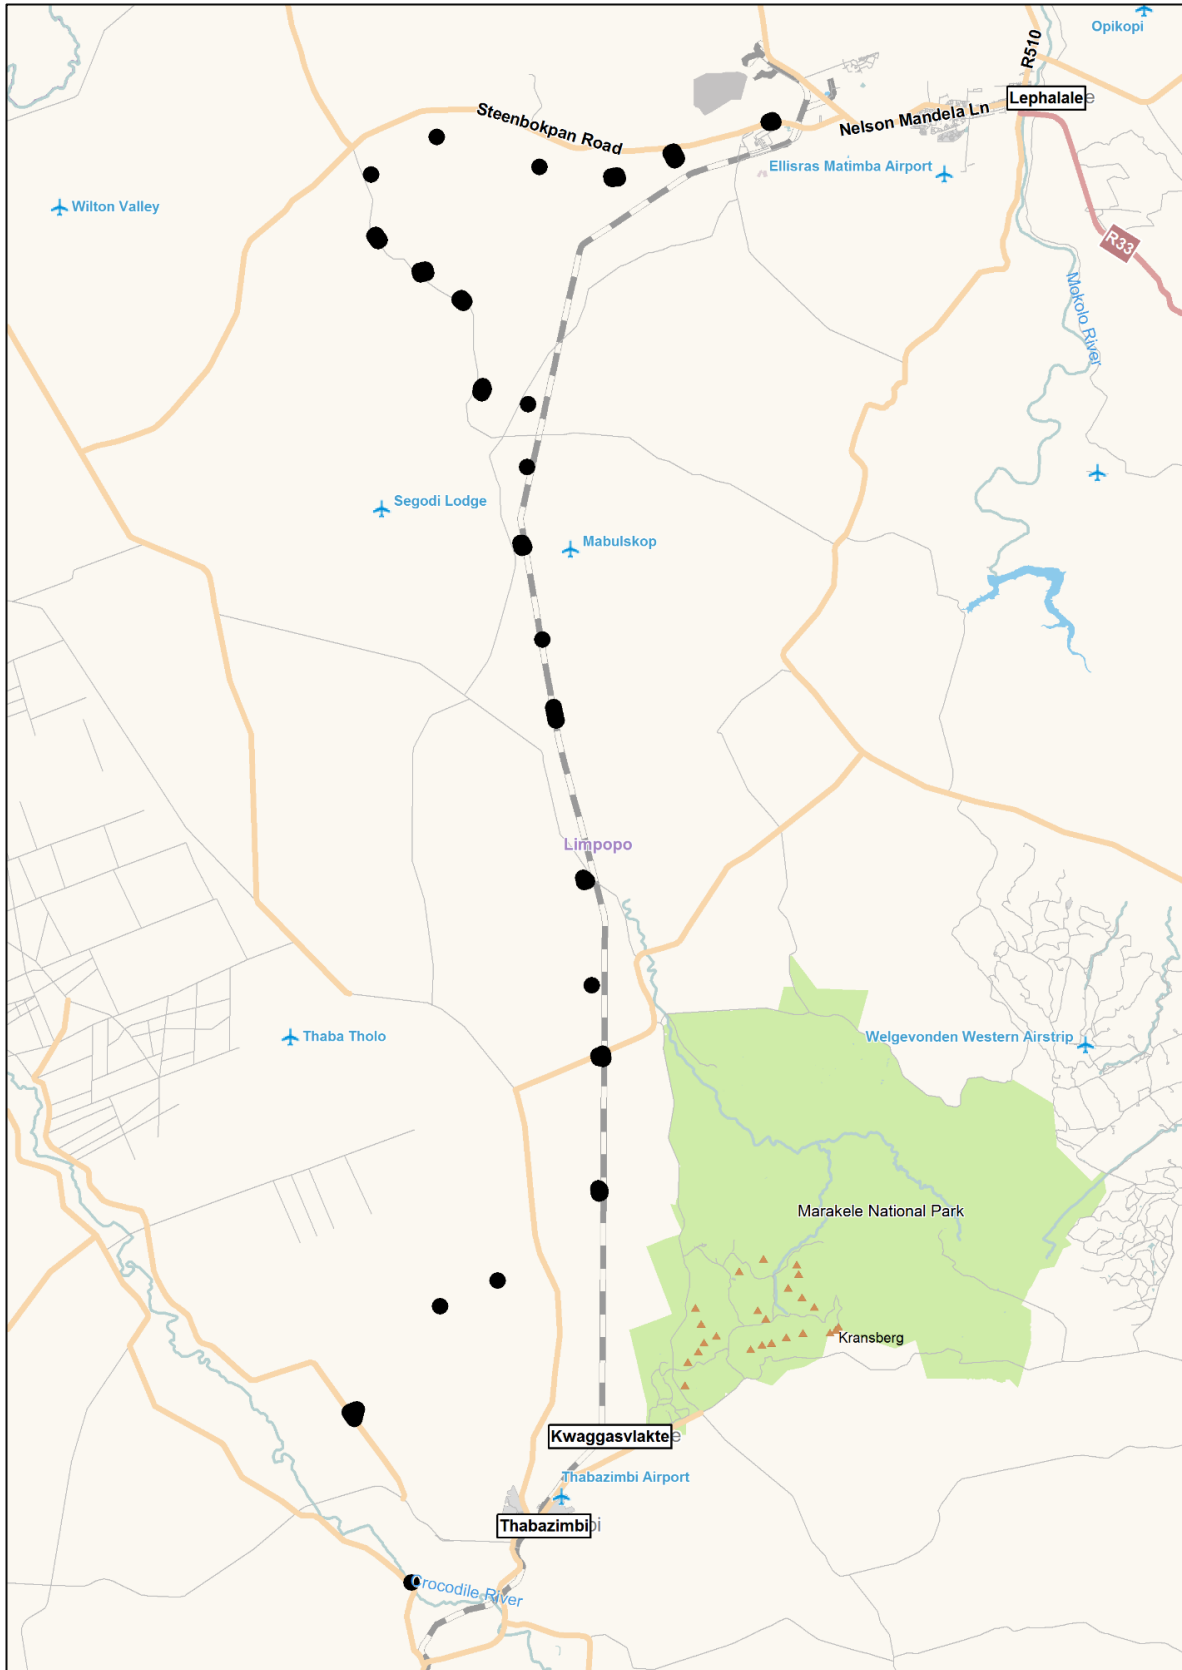 Opikopi
R510
Lephalale
Steenbokpan Road
Nelson Mandela Ln
Ellisras Matimba Airport
Wilton Valley
R33
Mokolo River
Segodi Lodge
Mabulskop
Limpopo
Thaba Tholo
Welgevonden Western Airstrip
Marakele National Park
Kransberg
Kwaggasvlakte
Thabazimbi Airport
Thabazimbi
Crocodile River